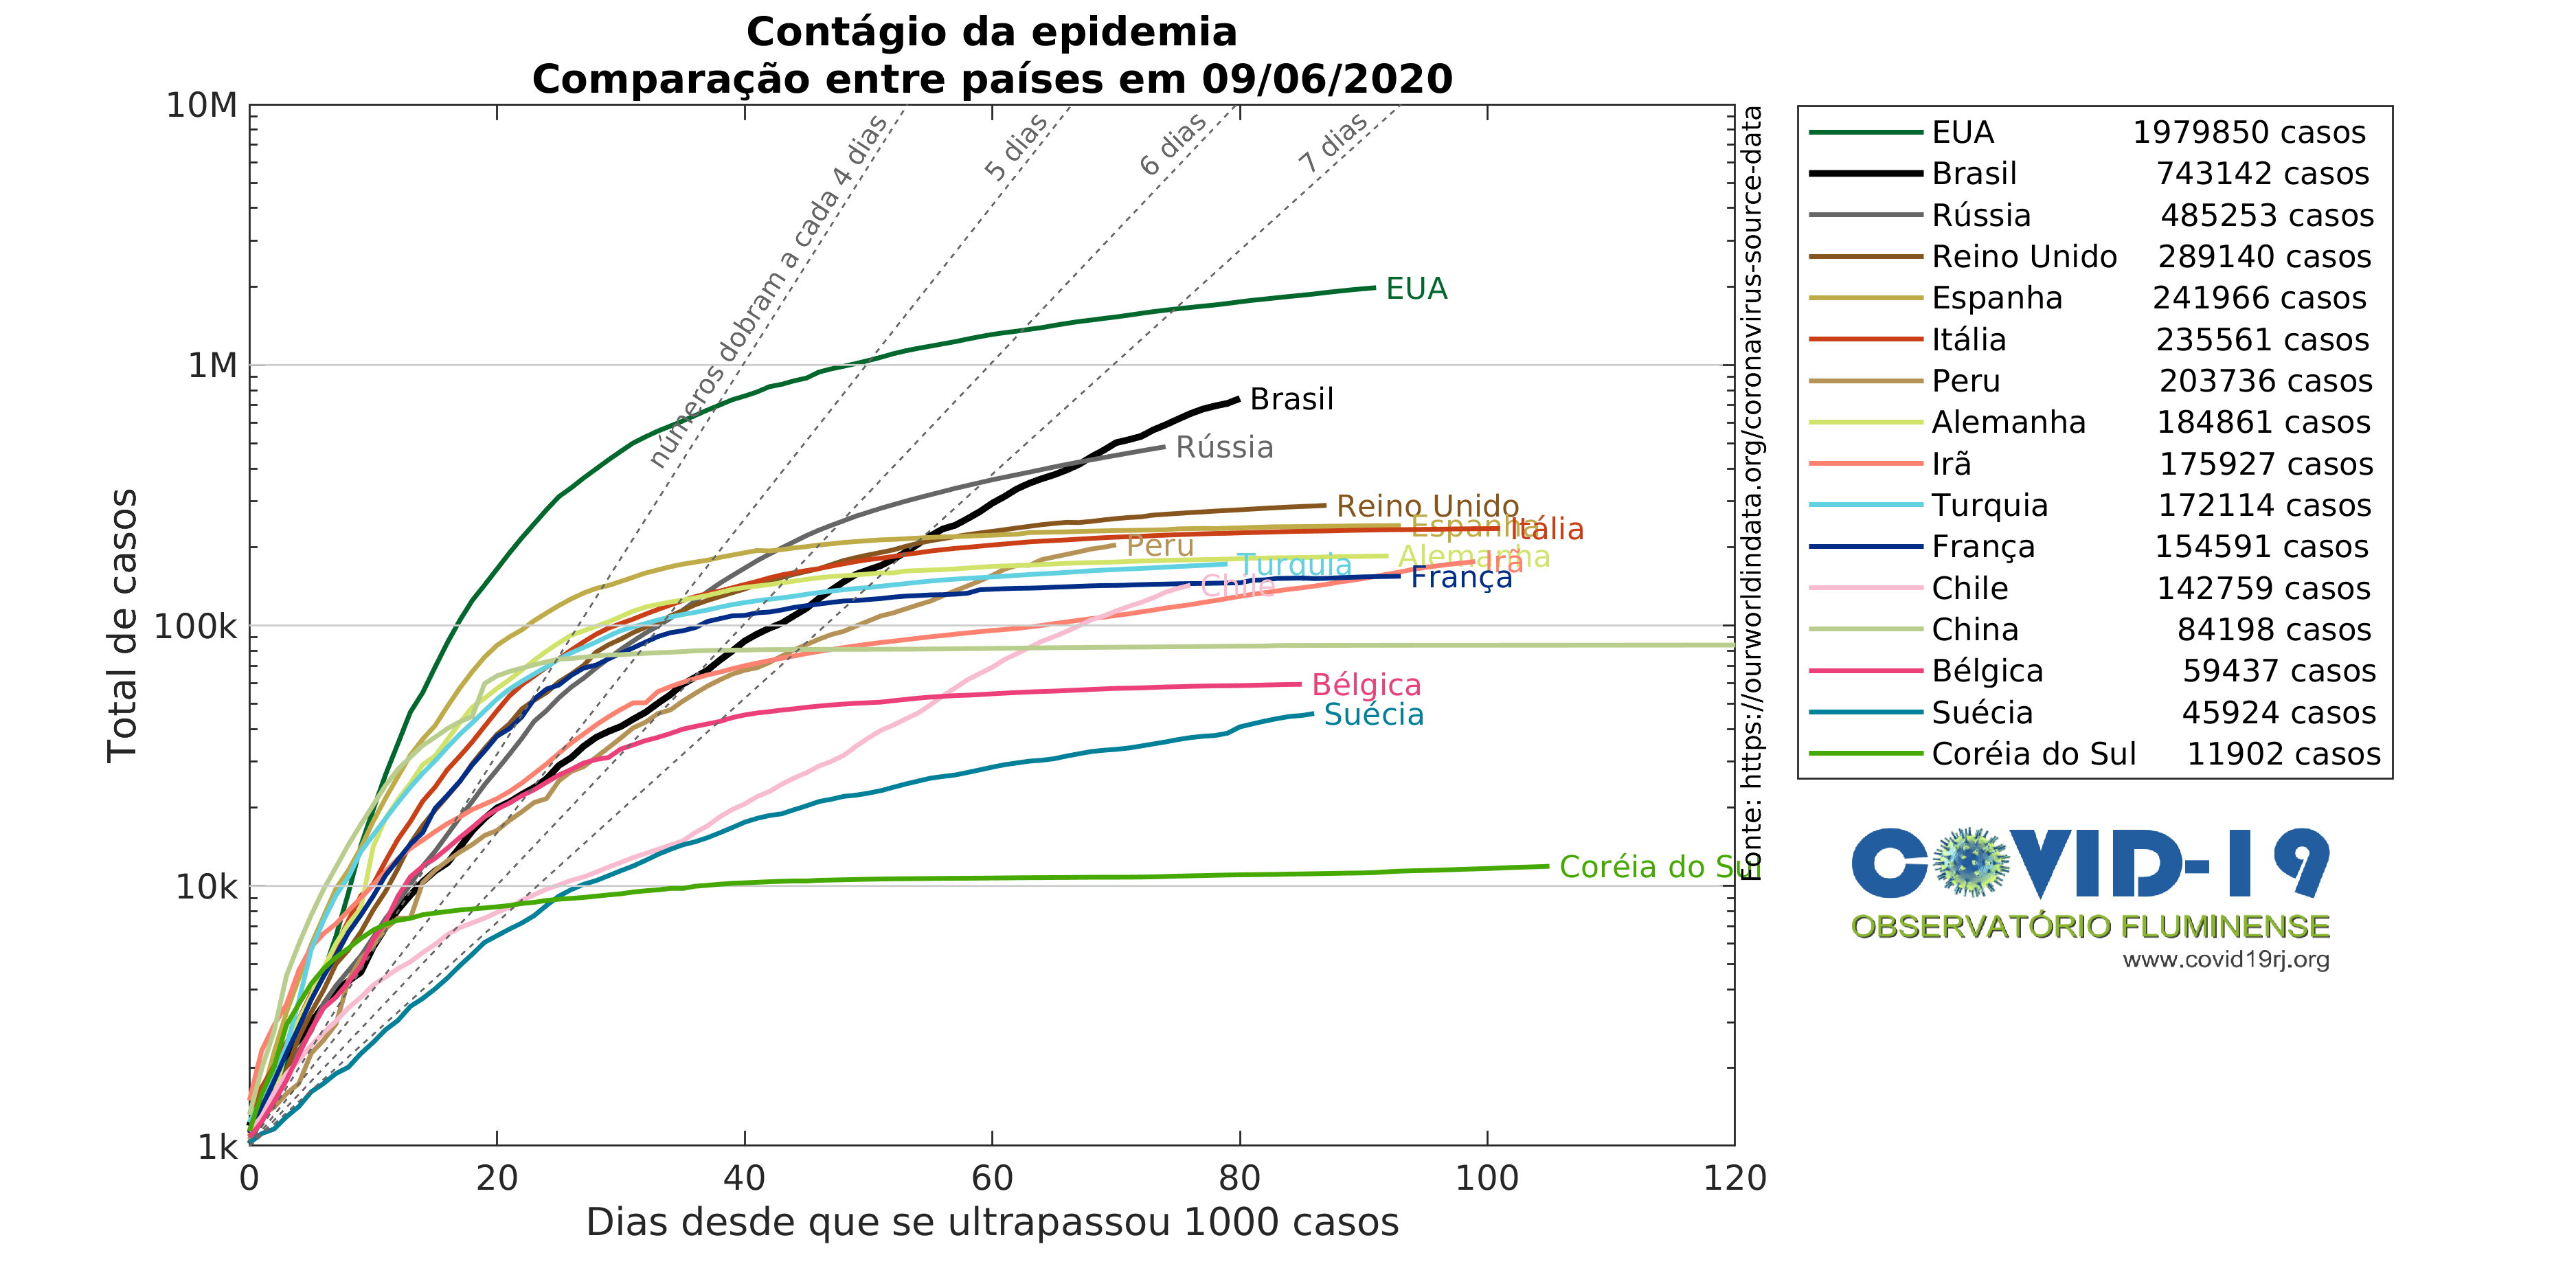 Contágio da epidemia
Comparação entre países em 09/06/2020
10M
1M
100k
10k
1k
Total de casos
0 20 40 60 80 100 120
Dias desde que se ultrapassou 1000 casos
números dobram a cada 4 dias
5 dias
6 dias
7 dias
EUA
Brasil
Rússia
Reino Unido
Espanha
Itália
Peru
Alemanha
Irã
Turquia
França
Chile
Bélgica
Suécia
Coréia do Sul
Fonte: https://ourworldindata.org/coronavirus-source-data
EUA 1979850 casos
Brasil 743142 casos
Rússia 485253 casos
Reino Unido 289140 casos
Espanha 241966 casos
Itália 235561 casos
Peru 203736 casos
Alemanha 184861 casos
Irã 175927 casos
Turquia 172114 casos
França 154591 casos
Chile 142759 casos
China 84198 casos
Bélgica 59437 casos
Suécia 45924 casos
Coréia do Sul 11902 casos
COVID-19
OBSERVATÓRIO FLUMINENSE
www.covid19rj.org